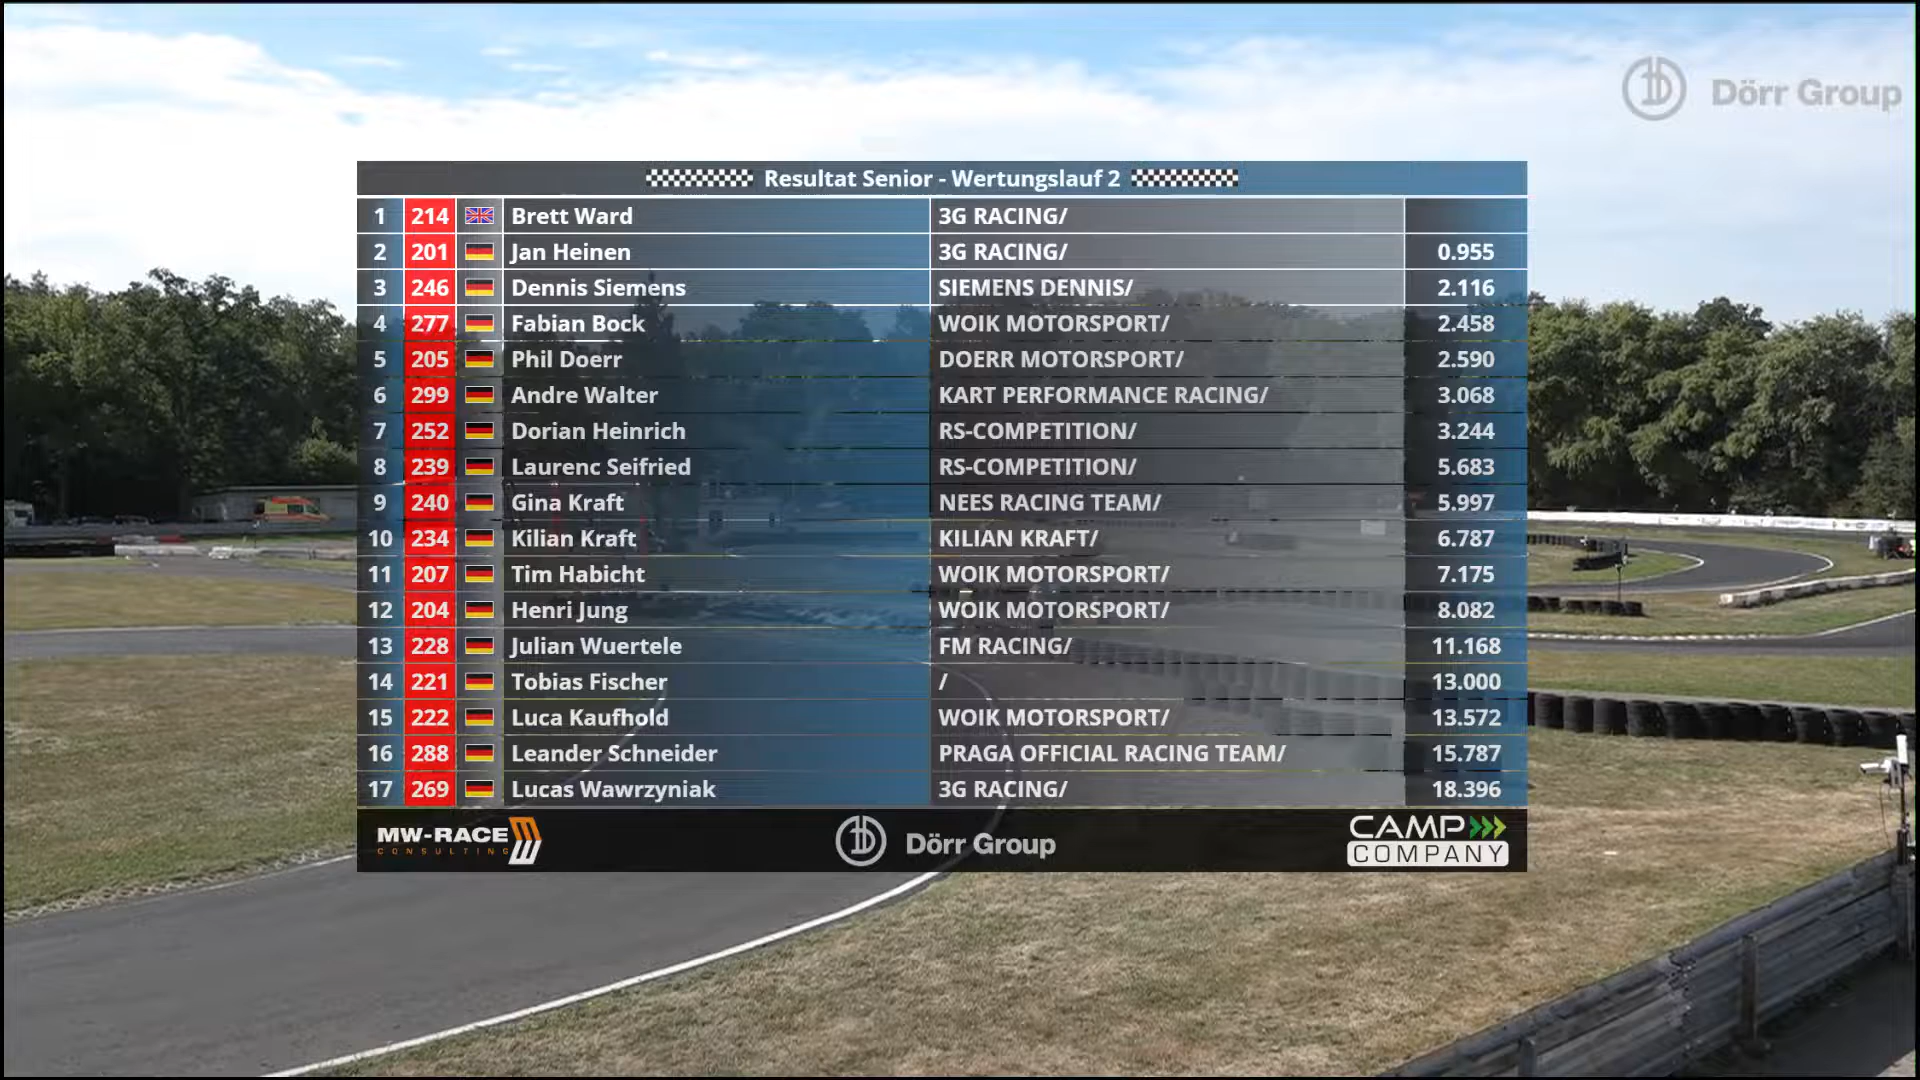 Dörr Group
Resultat Senior - Wertungslauf 2
1 214 Brett Ward 3G RACING/
2 201 Jan Heinen 3G RACING/ 0.955
3 246 Dennis Siemens SIEMENS DENNIS/ 2.116
4 277 Fabian Bock WOIK MOTORSPORT/ 2.458
5 205 Phil Doerr DOERR MOTORSPORT/ 2.590
6 299 Andre Walter KART PERFORMANCE RACING/ 3.068
7 252 Dorian Heinrich RS-COMPETITION/ 3.244
8 239 Laurenc Seifried RS-COMPETITION/ 5.683
9 240 Gina Kraft NEES RACING TEAM/ 5.997
10 234 Kilian Kraft KILIAN KRAFT/ 6.787
11 207 Tim Habicht WOIK MOTORSPORT/ 7.175
12 204 Henri Jung WOIK MOTORSPORT/ 8.082
13 228 Julian Wuertele FM RACING/ 11.168
14 221 Tobias Fischer / 13.000
15 222 Luca Kaufhold WOIK MOTORSPORT/ 13.572
16 288 Leander Schneider PRAGA OFFICIAL RACING TEAM/ 15.787
17 269 Lucas Wawrzyniak 3G RACING/ 18.396
MW-RACE
CONSULTING
Dörr Group
CAMP
COMPANY